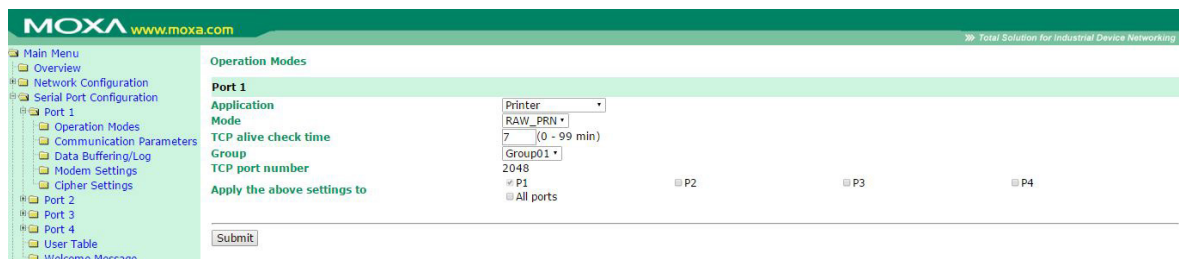 MOXA www.moxa.com
Total Solution for Industrial Device Networking
Main Menu
Overview
Network Configuration
Serial Port Configuration
Port 1
Operation Modes
Communication Parameters
Data Buffering/Log
Modem Settings
Cipher Settings
Port 2
Port 3
Port 4
User Table
Welcome Message
Operation Modes
Port 1
Application Printer
Mode RAW_PRN
TCP alive check time 7 (0 - 99 min)
Group Group01
TCP port number 2048
Apply the above settings to P1 P2 P3 P4
All ports
Submit